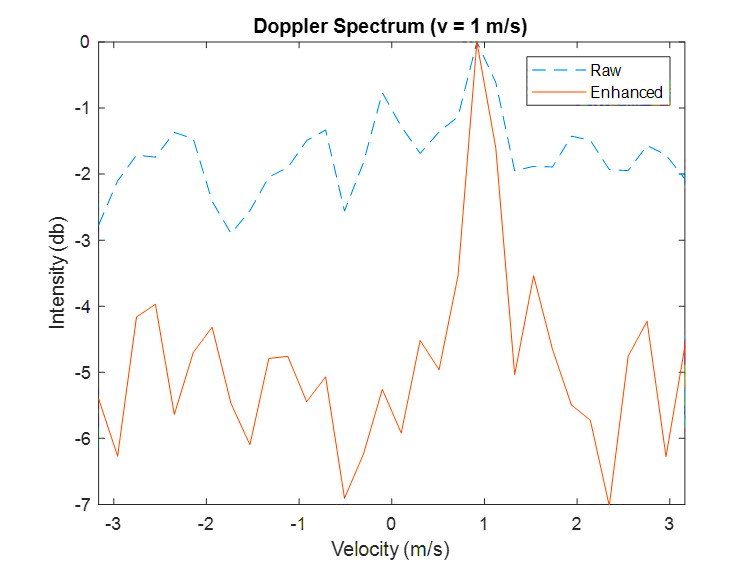 Doppler Spectrum (v = 1 m/s)
Raw
Enhanced
0
-1
-2
-3
-4
-5
-6
-7
Intensity (db)
-3 -2 -1 0 1 2 3
Velocity (m/s)